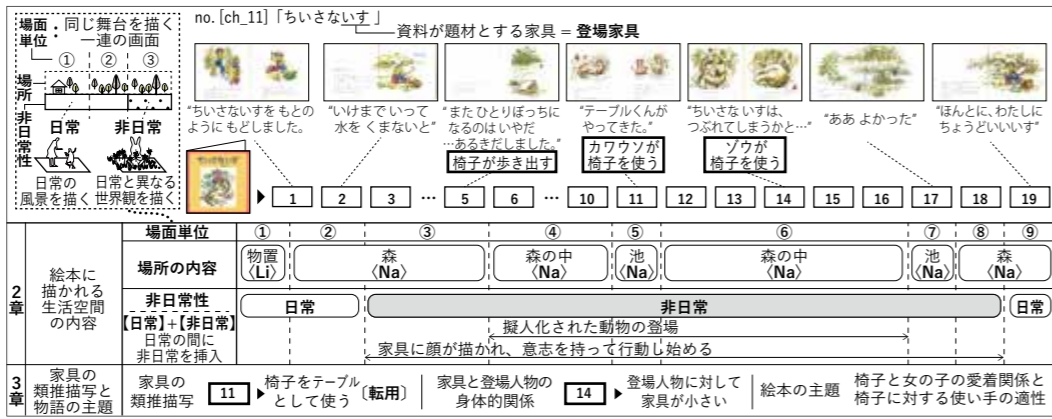 場面単位：同じ舞台を描く一連の画面
① ② ③
場所
非日常性
日常 非日常
日常の風景を描く
日常と異なる世界観を描く
no. [ch_11]「ちいさないす」
資料が題材とする家具 = 登場家具
“ちいさないすを もとの
ように もどしました。
“いけまで いって
水を くまないと”
“また ひとりぼっちに
なるのは いやだ
…あるきだしました。”
椅子が歩き出す
“テーブルくんが
やってきた。”
カワウソが
椅子を使う
“ちいさな いすは、
つぶれてしまうかと…”
ゾウが
椅子を使う
“ああ よかった”
“ほんとに、わたしに
ちょうどいいいす”
1 2 3 … 5 6 … 10 11 12 13 14 15 16 17 18 19
2章
絵本に
描かれる
生活空間
の内容
場面単位 ① ② ③ ④ ⑤ ⑥ ⑦ ⑧ ⑨
場所の内容
物置〈Li〉 森〈Na〉 森の中〈Na〉 池〈Na〉 森の中〈Na〉 池〈Na〉 森〈Na〉
非日常性 日常 非日常 日常
【日常】+【非日常】
日常の間に
非日常を挿入
擬人化された動物の登場
家具に顔が描かれ、意志を持って行動し始める
3章
家具の
類推描写と
物語の主題
家具の
類推描写
11
椅子をテーブル
として使う〔転用〕
家具と登場人物の
身体的関係
14
登場人物に対して
家具が小さい
絵本の主題
椅子と女の子の愛着関係と
椅子に対する使い手の適性